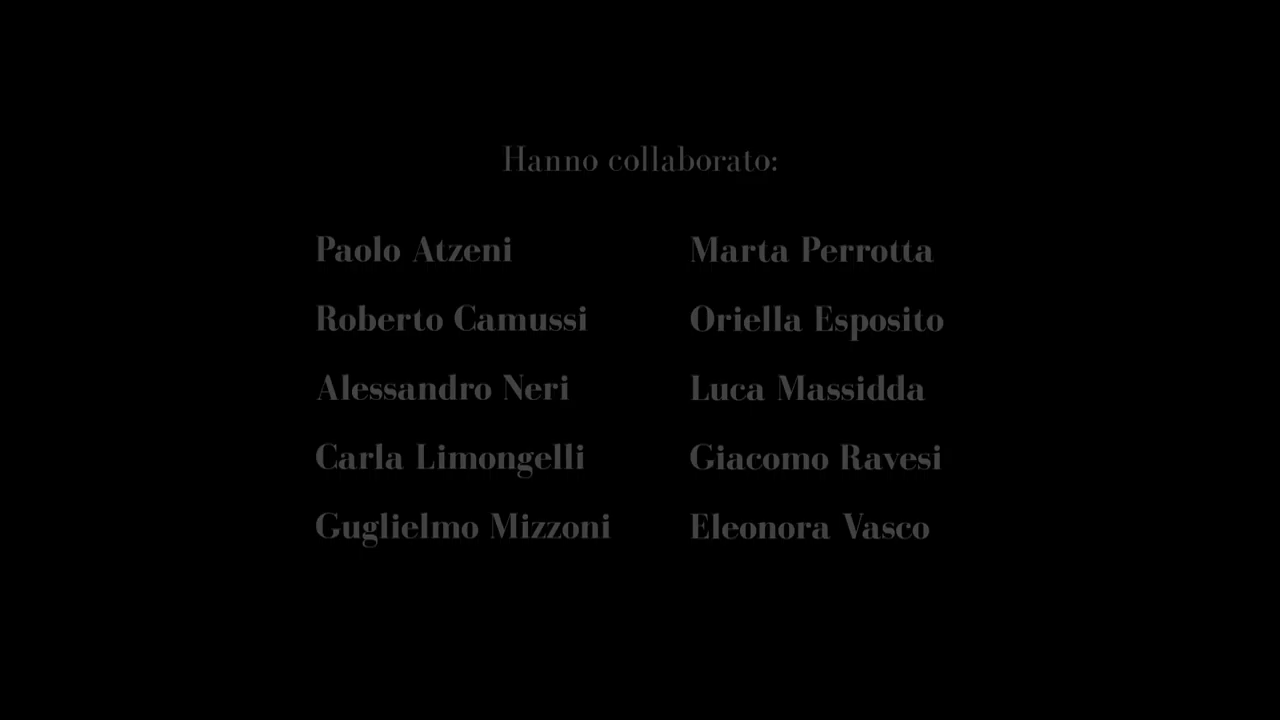 Hanno collaborato:
Paolo Atzeni
Roberto Camussi
Alessandro Neri
Carla Limongelli
Guglielmo Mizzoni
Marta Perrotta
Oriella Esposito
Luca Massidda
Giacomo Ravesi
Eleonora Vasco